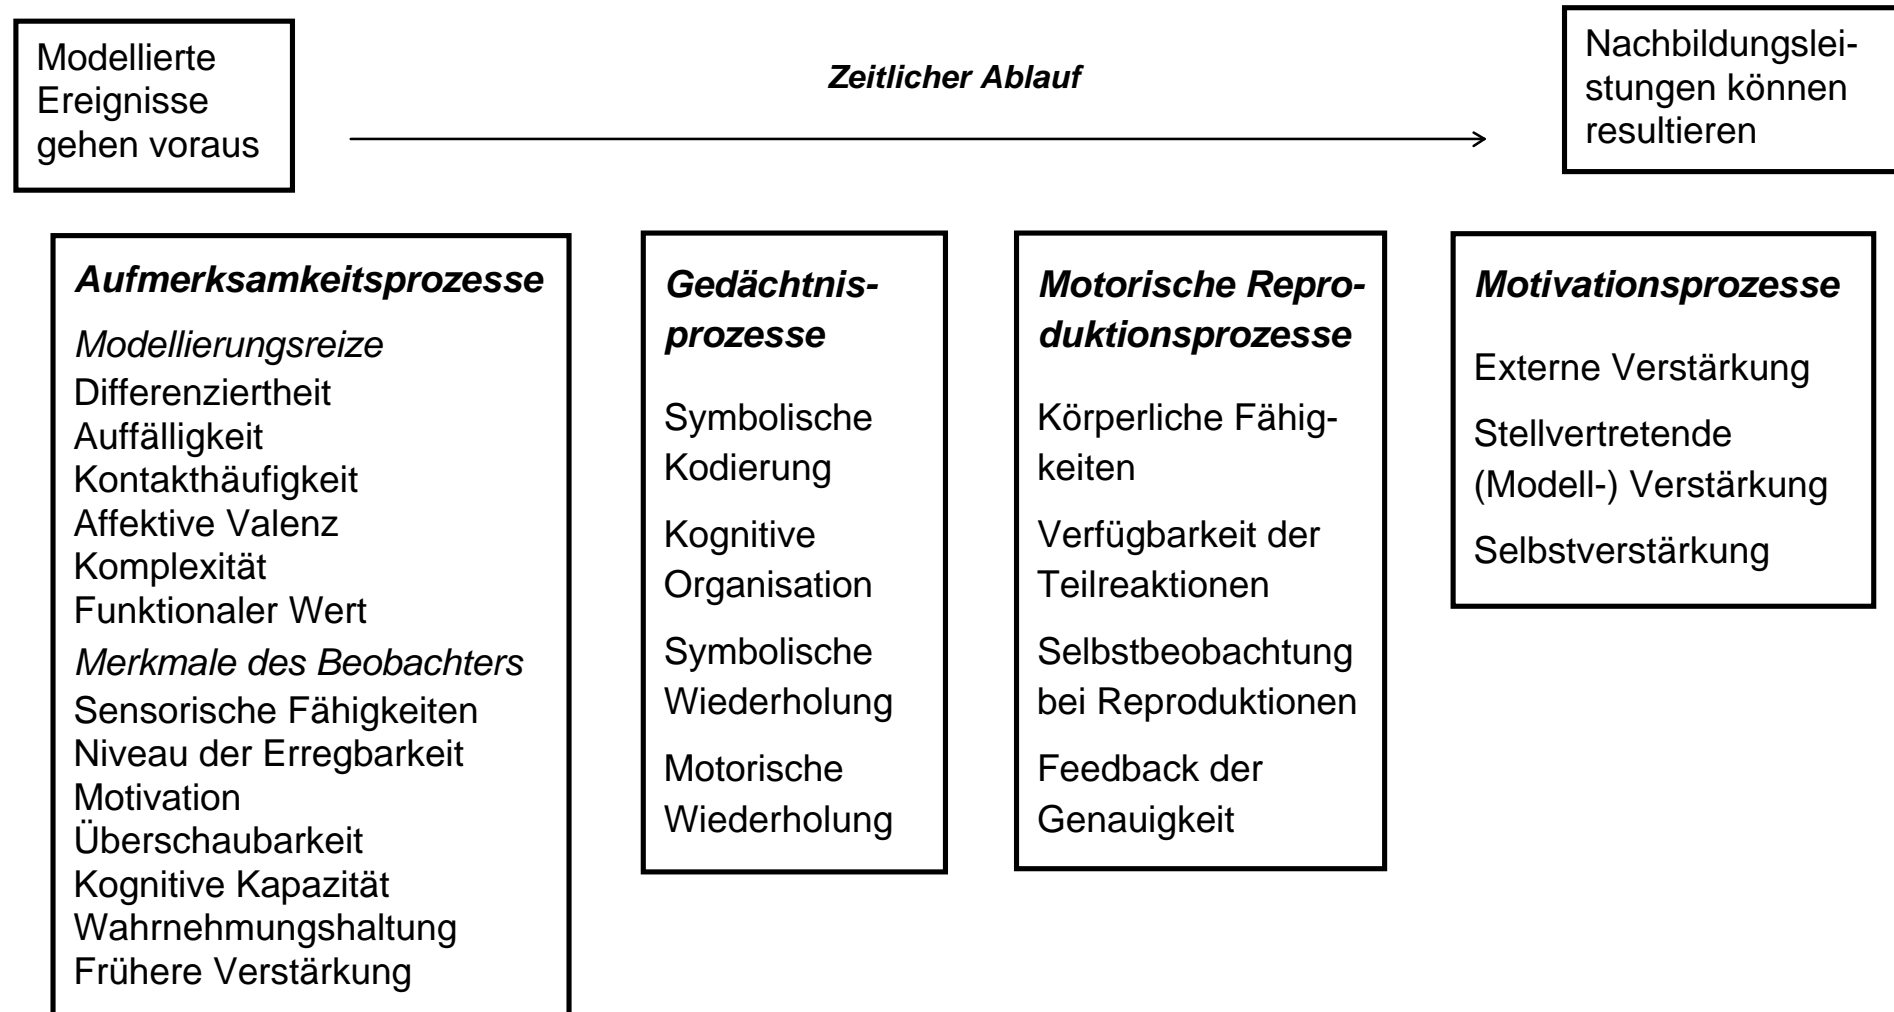 Modellierte
Ereignisse
gehen voraus
Zeitlicher Ablauf
Nachbildungslei-
stungen können
resultieren
Aufmerksamkeitsprozesse
Modellierungsreize
Differenziertheit
Auffälligkeit
Kontakthäufigkeit
Affektive Valenz
Komplexität
Funktionaler Wert
Merkmale des Beobachters
Sensorische Fähigkeiten
Niveau der Erregbarkeit
Motivation
Überschaubarkeit
Kognitive Kapazität
Wahrnehmungshaltung
Frühere Verstärkung
Gedächtnis-
prozesse
Symbolische
Kodierung
Kognitive
Organisation
Symbolische
Wiederholung
Motorische
Wiederholung
Motorische Repro-
duktionsprozesse
Körperliche Fähig-
keiten
Verfügbarkeit der
Teilreaktionen
Selbstbeobachtung
bei Reproduktionen
Feedback der
Genauigkeit
Motivationsprozesse
Externe Verstärkung
Stellvertretende
(Modell-) Verstärkung
Selbstverstärkung